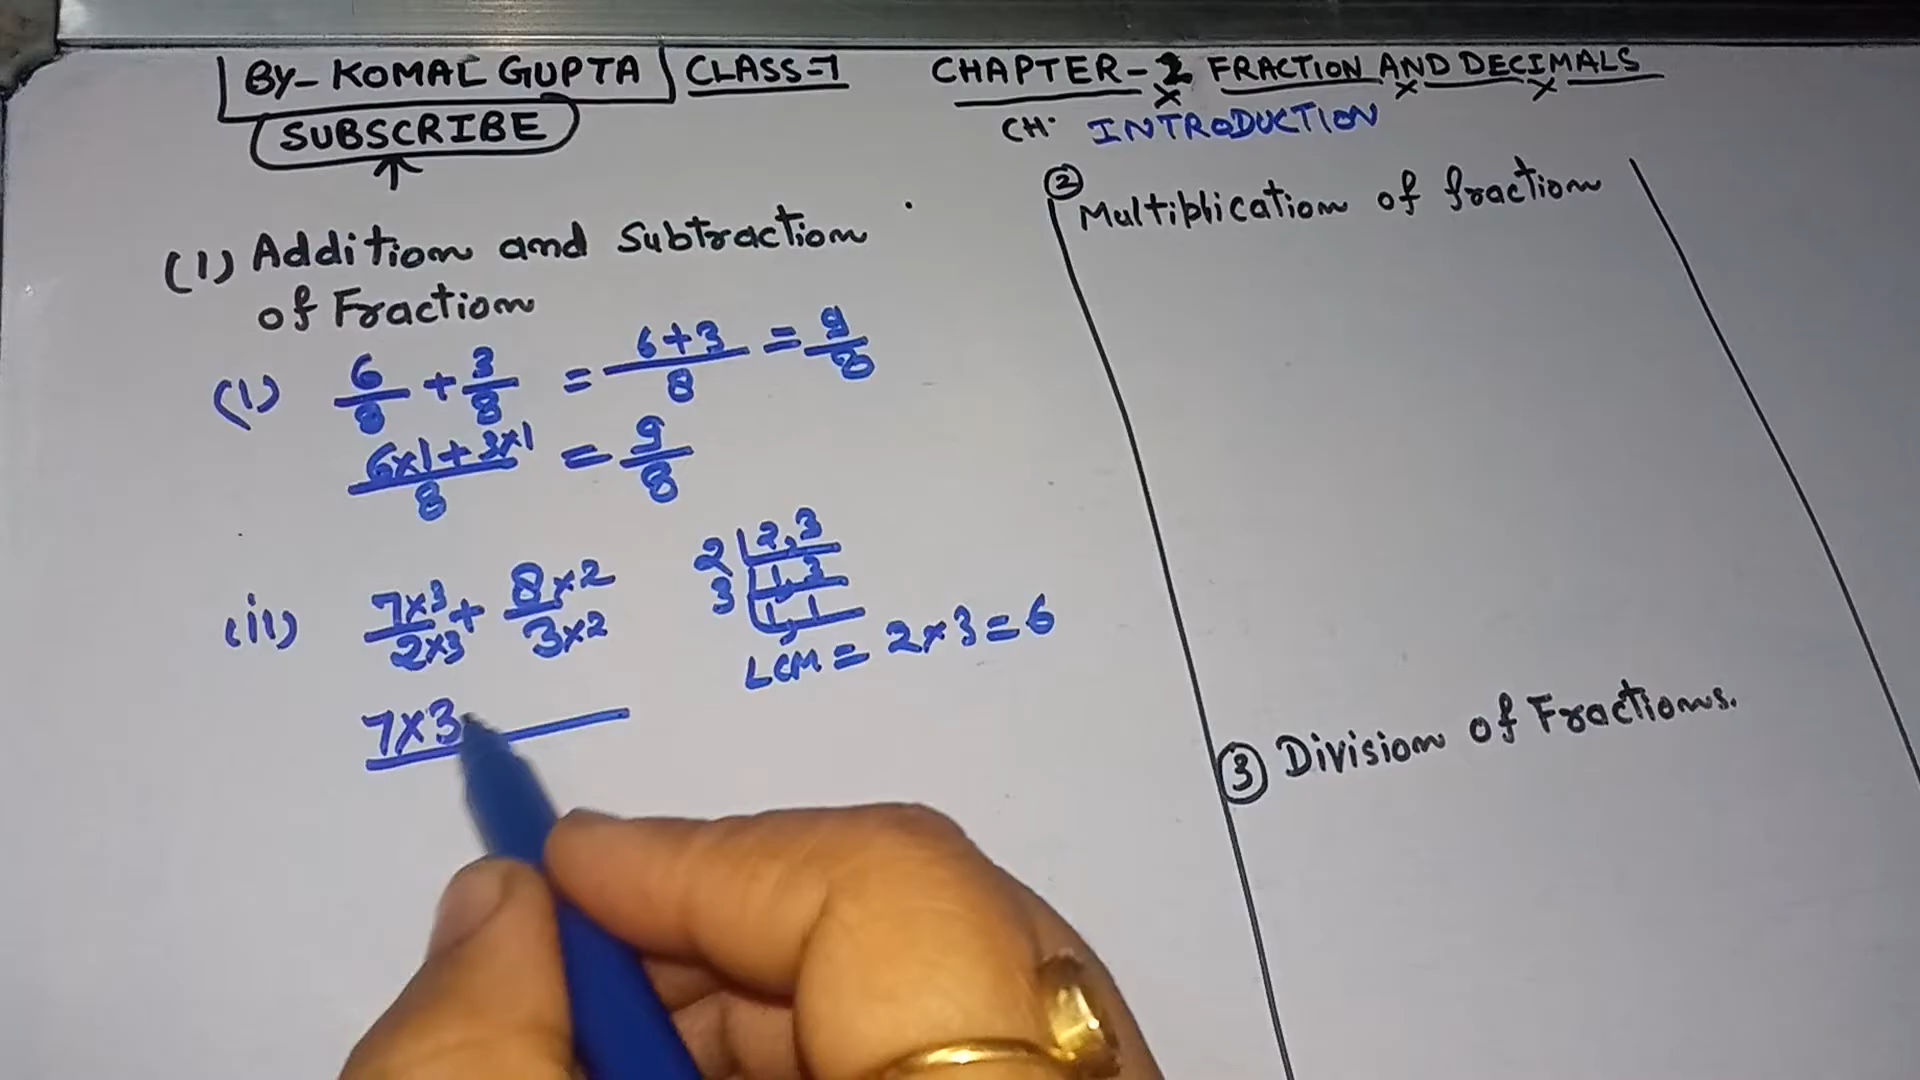 BY- KOMAL GUPTA CLASS-7 CHAPTER-2 FRACTION AND DECIMALS
SUBSCRIBE
CH. INTRODUCTION
(1) Addition and Subtraction
of Fraction
(1) 6/8 + 3/8 = 6+3/8 = 9/8
6×1+3×1/8 = 9/8
(ii) 7×3/2×3 + 8×2/3×2
2 | 2, 3
3 | 1, 3
1, 1
LCM = 2×3=6
7×3
② Multiplication of fraction
③ Division of Fractions.